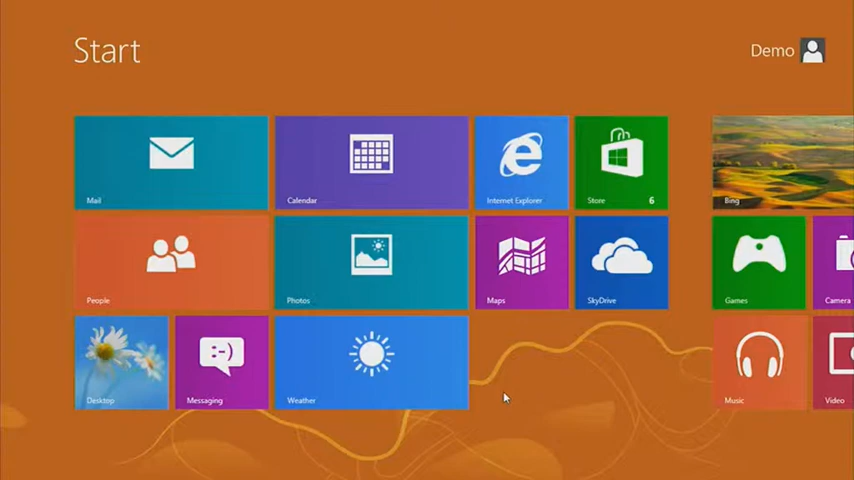 Start
Demo
Mail
Calendar
Internet Explorer
Store
6
Bing
People
Photos
Maps
SkyDrive
Games
Camera
Desktop
:-)
Messaging
Weather
Music
Video